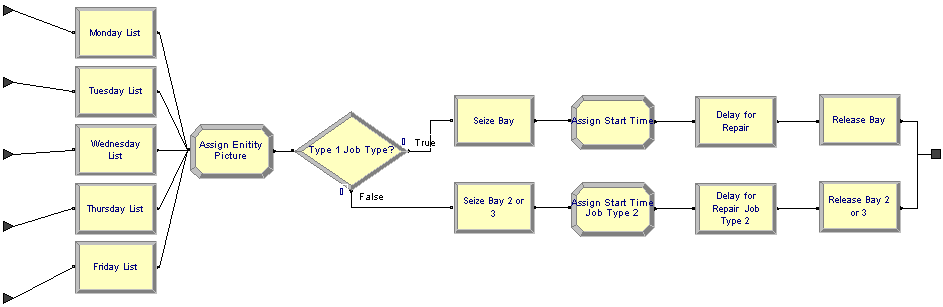 Monday List
Tuesday List
Wednesday
List
Thursday List
Friday List
Assign Enitity
Picture
Type 1 Job Type?
0
True
0
False
Seize Bay
Assign Start Time
Delay for
Repair
Release Bay
Seize Bay 2 or
3
Assign Start Time
Job Type 2
Delay for
Repair Job
Type 2
Release Bay 2
or 3